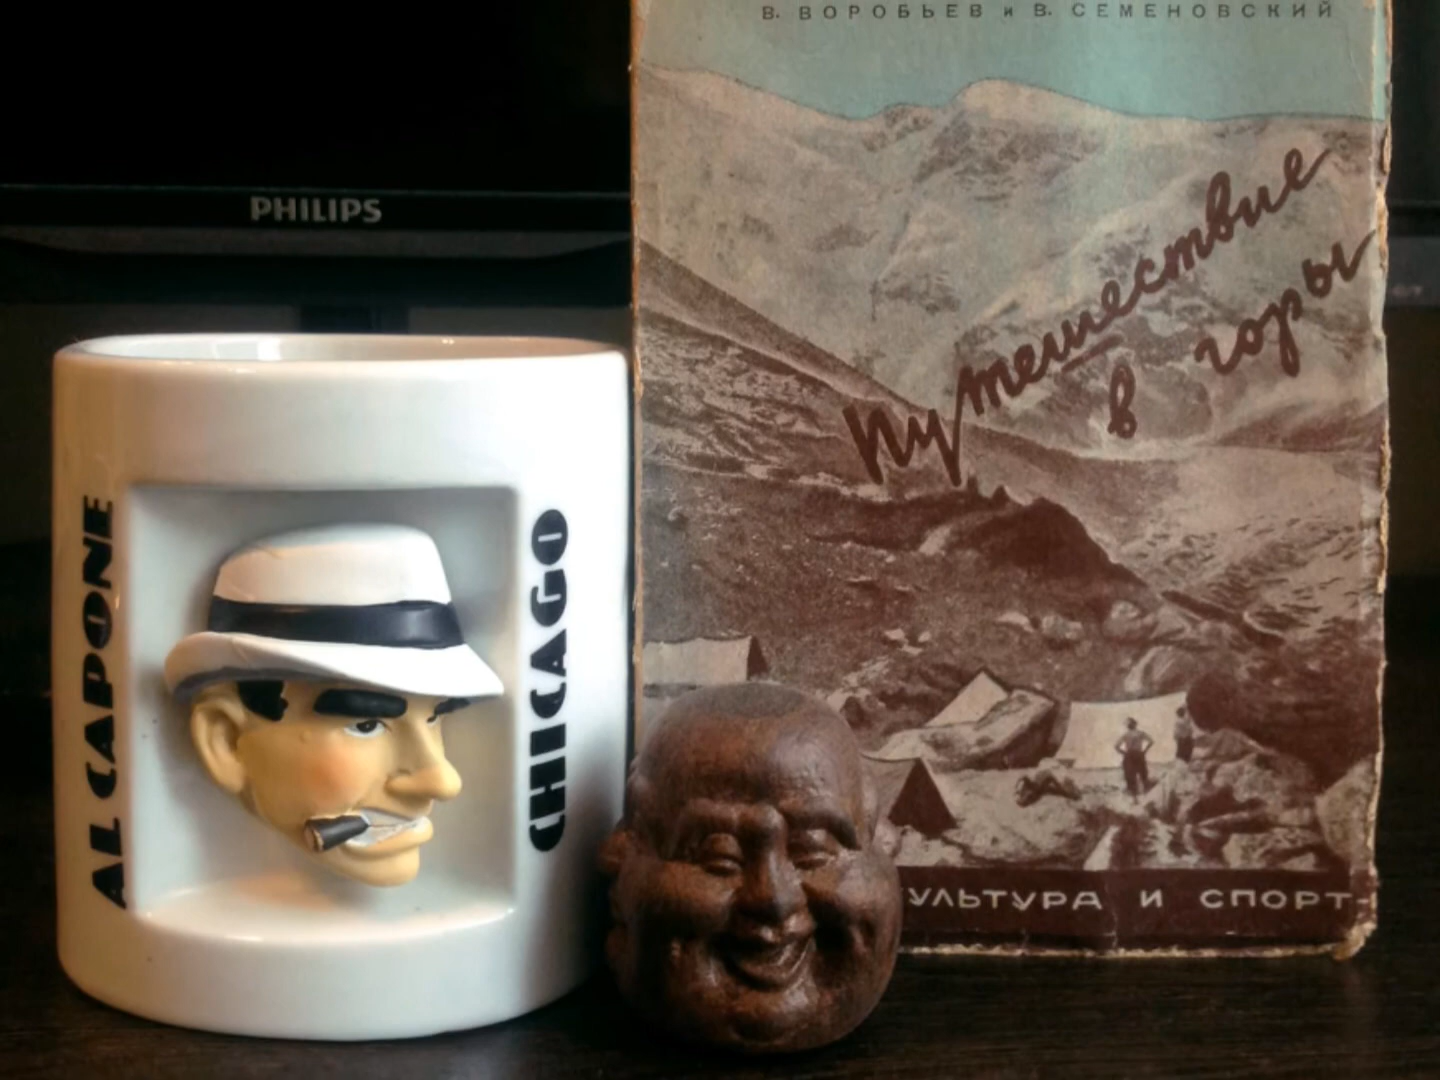 В. ВОРОБЬЕВ и В. СЕМЕНОВСКИЙ
PHILIPS
Путешествие
в горы
AL CAPONE
CHICAGO
УЛЬТУРА И СПОРТ